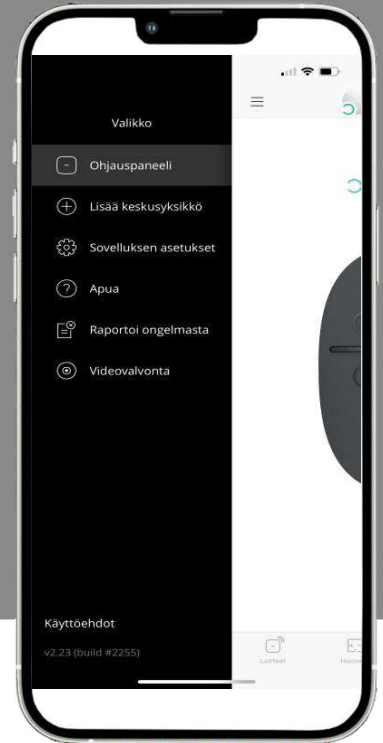 Valikko
Ohjauspaneeli
Lisää keskusyksikkö
Sovelluksen asetukset
Apua
Raportoi ongelmasta
Videovalvonta
Käyttöehdot
v2.23 (build #2255)
Laitteet